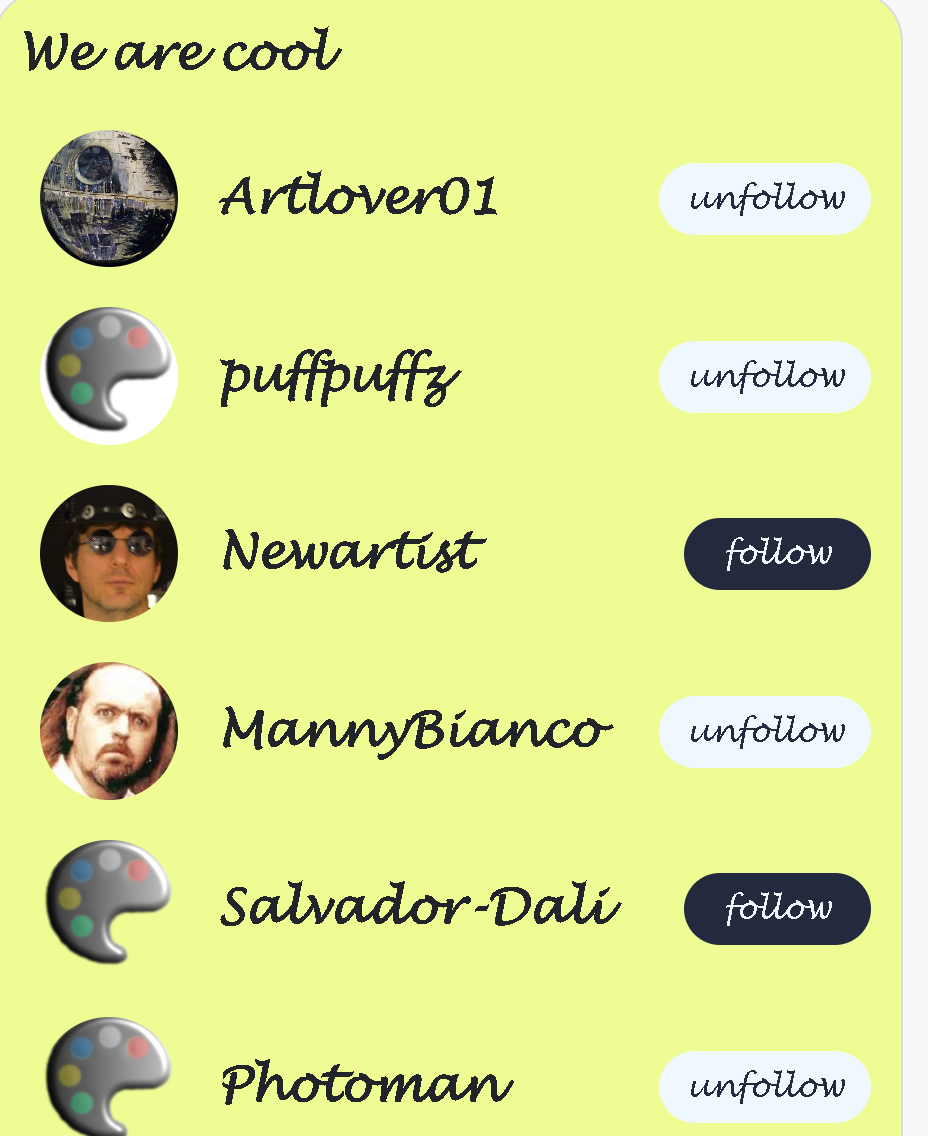 We are cool
Artlover01 unfollow
puffpuffz unfollow
Newartist follow
MannyBianco unfollow
Salvador-Dali follow
Photoman unfollow